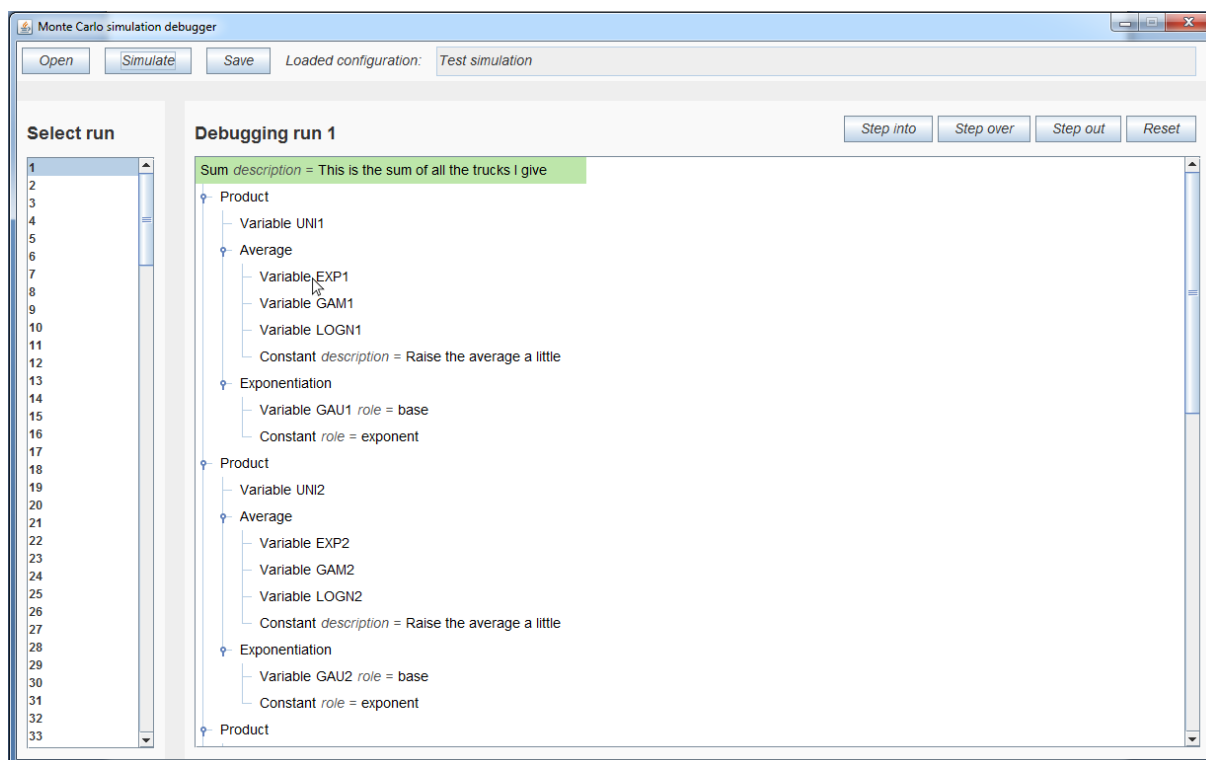 Monte Carlo simulation debugger
Open Simulate Save Loaded configuration: Test simulation
Select run
1
2
3
4
5
6
7
8
9
10
11
12
13
14
15
16
17
18
19
20
21
22
23
24
25
26
27
28
29
30
31
32
33
Debugging run 1
Step into Step over Step out Reset
Sum description = This is the sum of all the trucks I give
Product
Variable UNI1
Average
Variable EXP1
Variable GAM1
Variable LOGN1
Constant description = Raise the average a little
Exponentiation
Variable GAU1 role = base
Constant role = exponent
Product
Variable UNI2
Average
Variable EXP2
Variable GAM2
Variable LOGN2
Constant description = Raise the average a little
Exponentiation
Variable GAU2 role = base
Constant role = exponent
Product